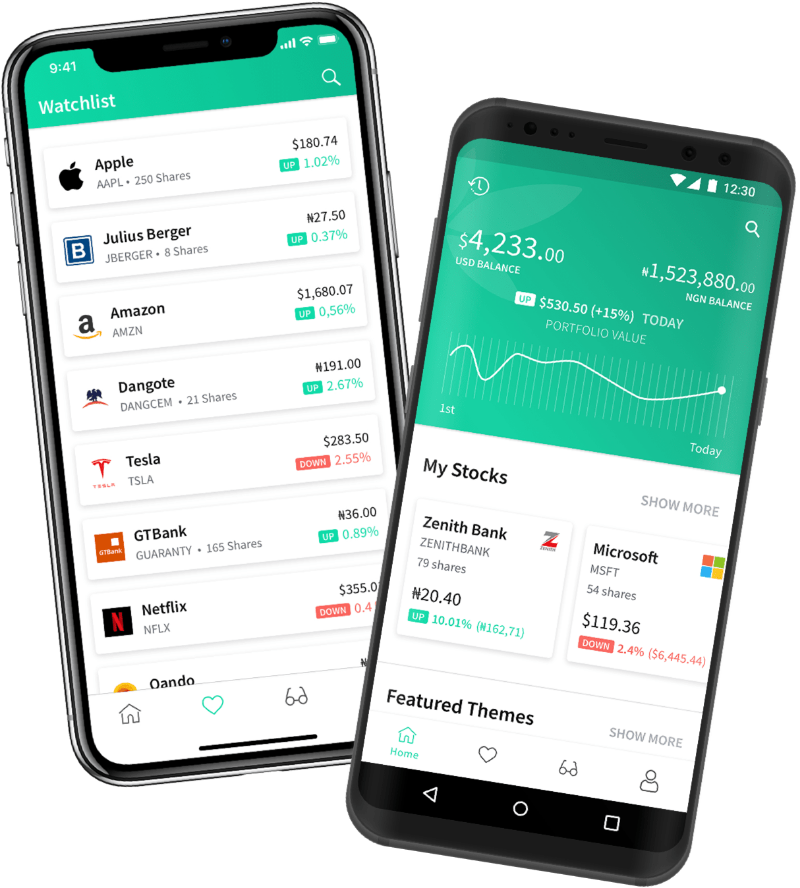 9:41
Watchlist
Apple
AAPL • 250 Shares
$180.74
UP 1.02%
B
Julius Berger
JBERGER • 8 Shares
₦27.50
UP 0.37%
a
Amazon
AMZN
$1,680.07
UP 0,56%
Dangote
DANGCEM • 21 Shares
₦191.00
UP 2.67%
TESLA
Tesla
TSLA
$283.50
DOWN 2.55%
GTBank
GTBank
GUARANTY • 165 Shares
₦36.00
UP 0.89%
N
Netflix
NFLX
$355.0
DOWN 0.4
Oando
₦
12:30
$4,233.00
USD BALANCE
₦1,523,880.00
NGN BALANCE
UP $530.50 (+15%) TODAY
PORTFOLIO VALUE
1st
Today
My Stocks
SHOW MORE
Zenith Bank
ZENITHBANK
79 shares
ZENITH
₦20.40
UP 10.01% (₦162,71)
Microsoft
MSFT
54 shares
$119.36
DOWN 2.4% ($6,445.44)
Featured Themes
SHOW MORE
Home